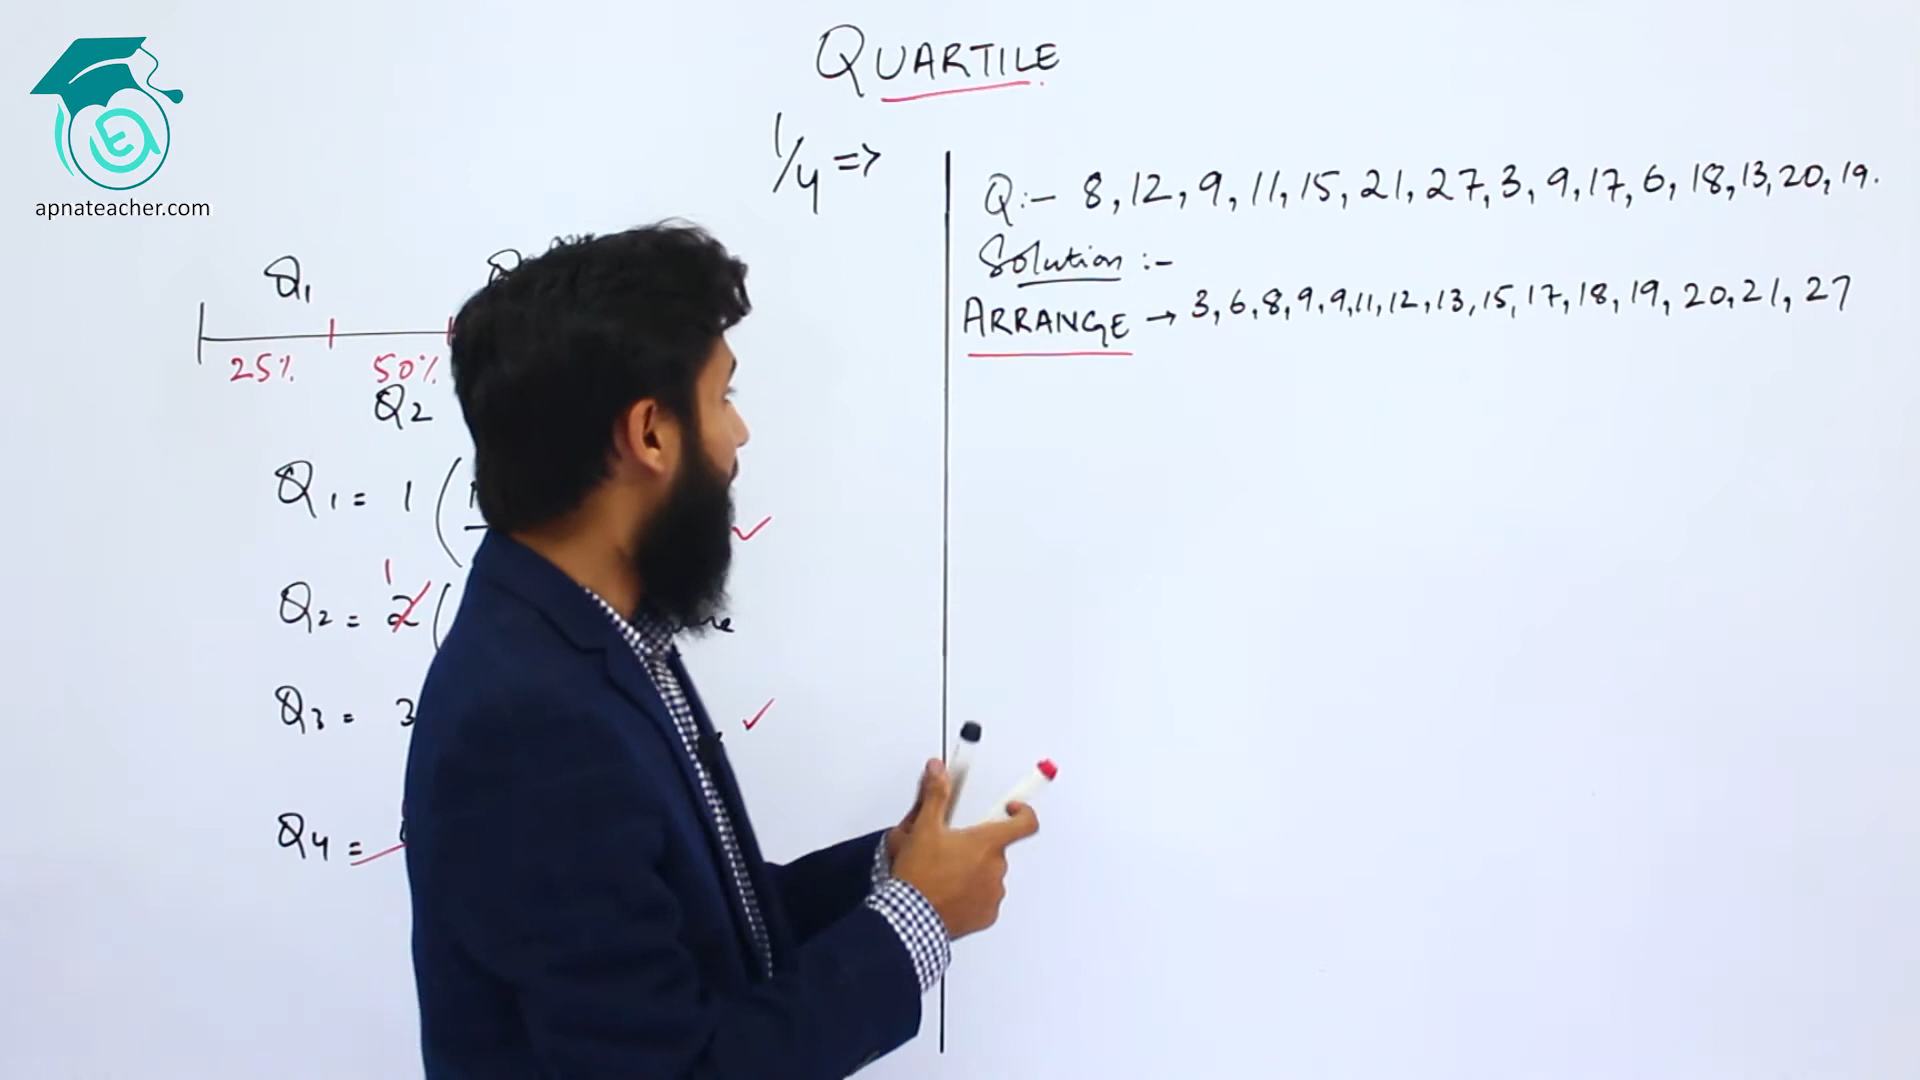 QUARTILE
1/4 =>
apnateacher.com
Q1
25% 50%
Q2
Q1 = 1 (
Q2 = 2 (
1
Q3 = 3
Q4 =
Q:- 8, 12, 9, 11, 15, 21, 27, 3, 9, 17, 6, 18, 13, 20, 19.
Solution :-
ARRANGE → 3, 6, 8, 9, 9, 11, 12, 13, 15, 17, 18, 19, 20, 21, 27